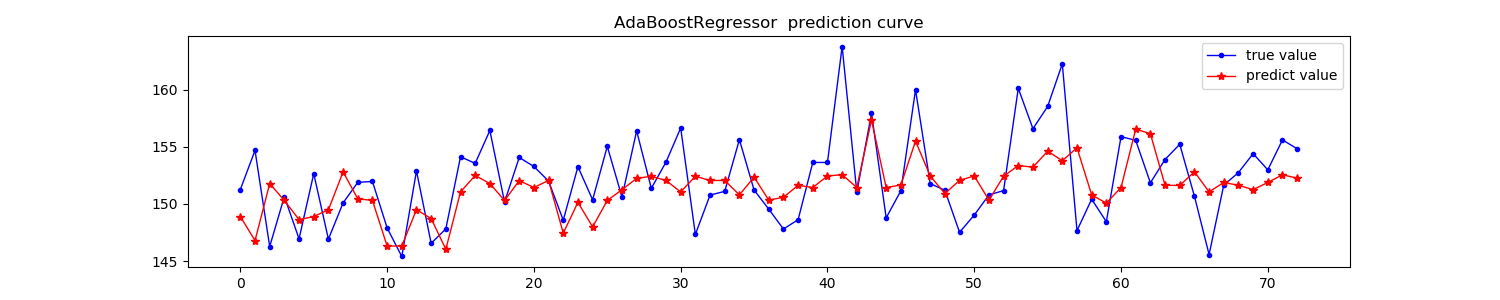 AdaBoostRegressor  prediction curve
true value
predict value
160
155
150
145
0 10 20 30 40 50 60 70